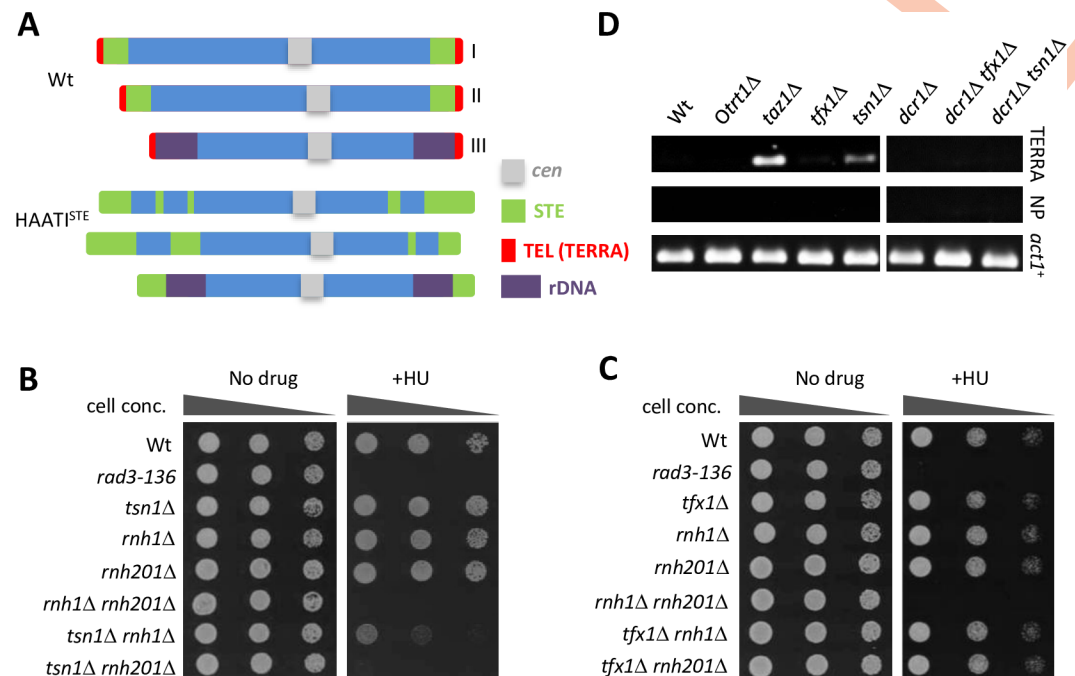 A
Wt
I
II
III
HAATISTE
cen
STE
TEL (TERRA)
rDNA
D
Wt
Otrt1Δ
taz1Δ
tfx1Δ
tsn1Δ
dcr1Δ
dcr1Δ tfx1Δ
dcr1Δ tsn1Δ
TERRA
NP
act1+
B
No drug
+HU
cell conc.
Wt
rad3-136
tsn1Δ
rnh1Δ
rnh201Δ
rnh1Δ rnh201Δ
tsn1Δ rnh1Δ
tsn1Δ rnh201Δ
C
No drug
+HU
cell conc.
Wt
rad3-136
tfx1Δ
rnh1Δ
rnh201Δ
rnh1Δ rnh201Δ
tfx1Δ rnh1Δ
tfx1Δ rnh201Δ